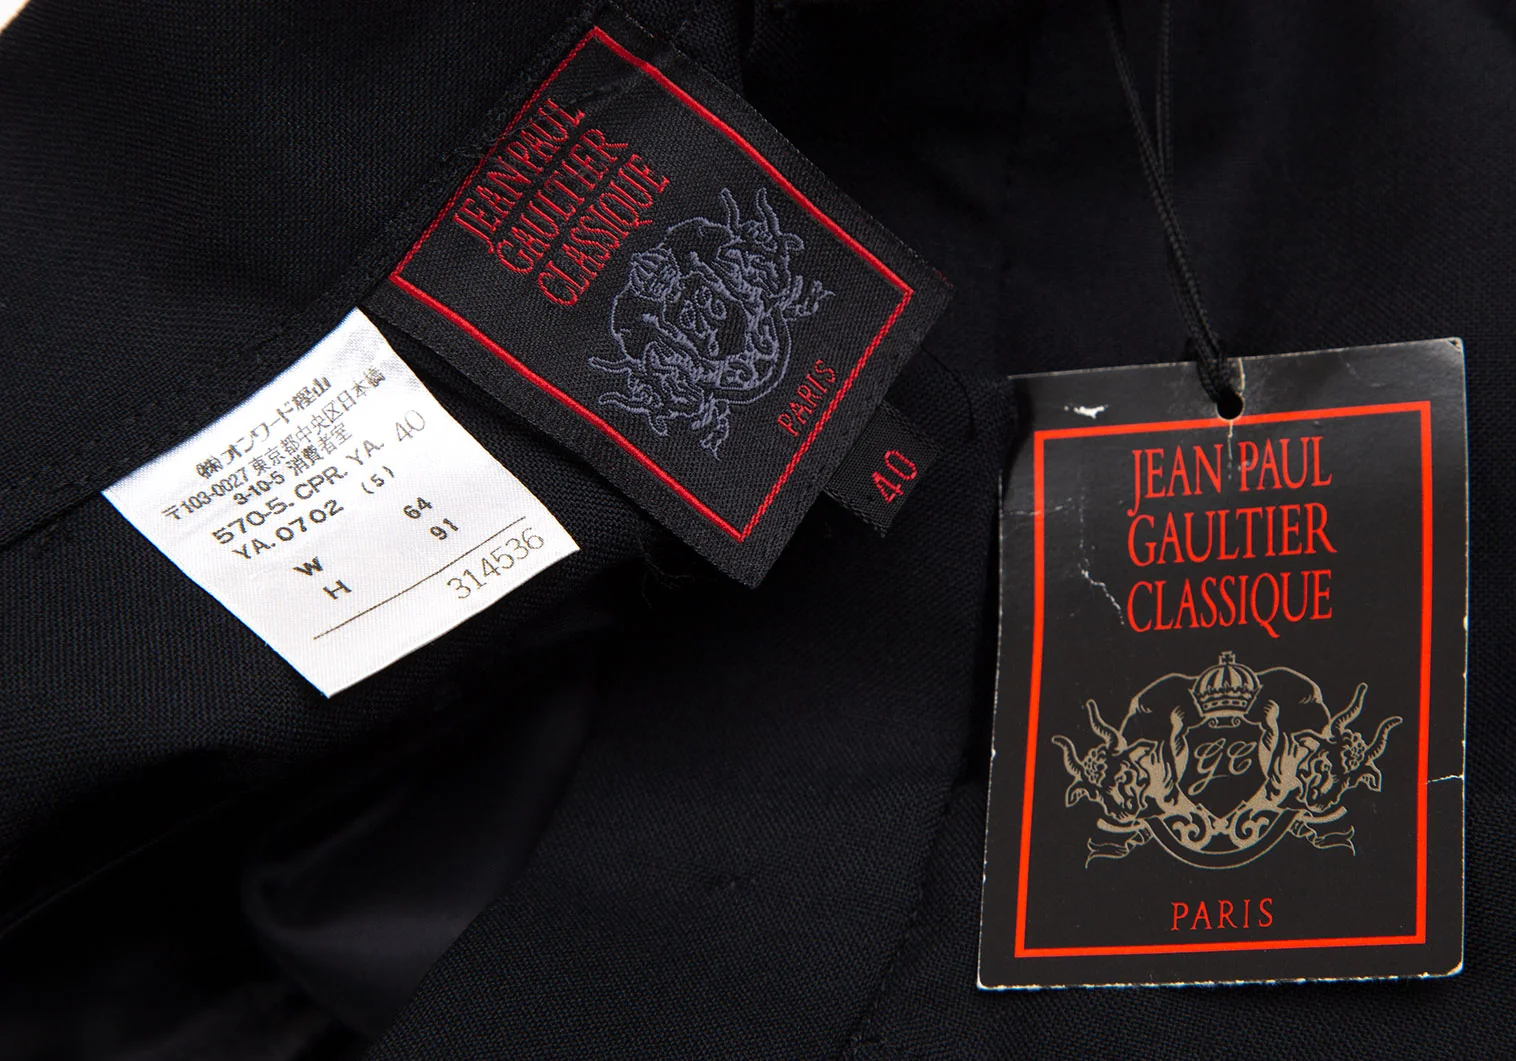 JEAN PAUL
GAULTIER
CLASSIQUE
PARIS
40
㈱オンワード樫山
〒103-0027 東京都中央区日本橋
3-10-5 消費者室
570-5. CPR. YA. 40
YA. 0702 (5)
W 64
H 91
314536
JEAN PAUL
GAULTIER
CLASSIQUE
GC
PARIS